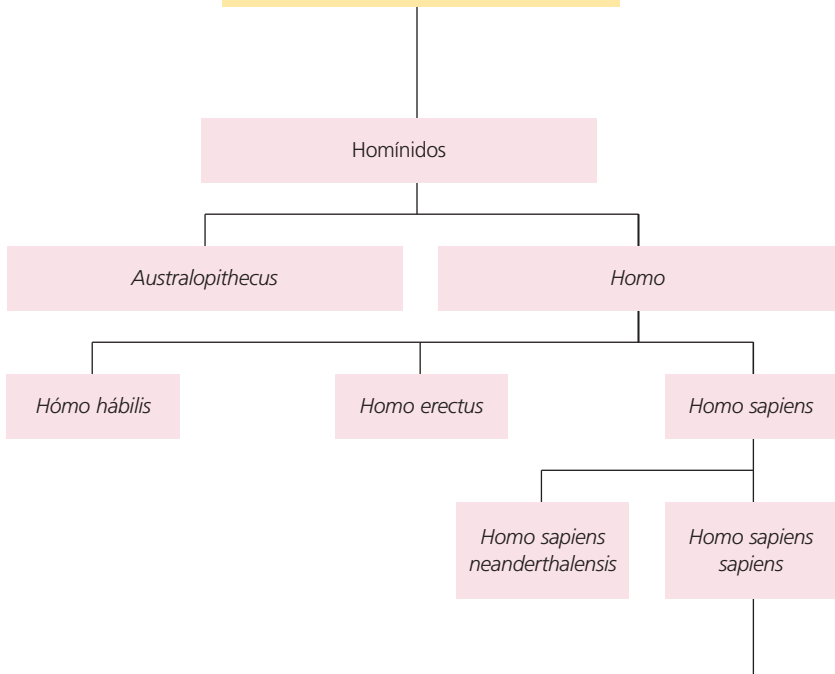 Homínidos
Australopithecus
Homo
Hómo hábilis
Homo erectus
Homo sapiens
Homo sapiens
neanderthalensis
Homo sapiens
sapiens